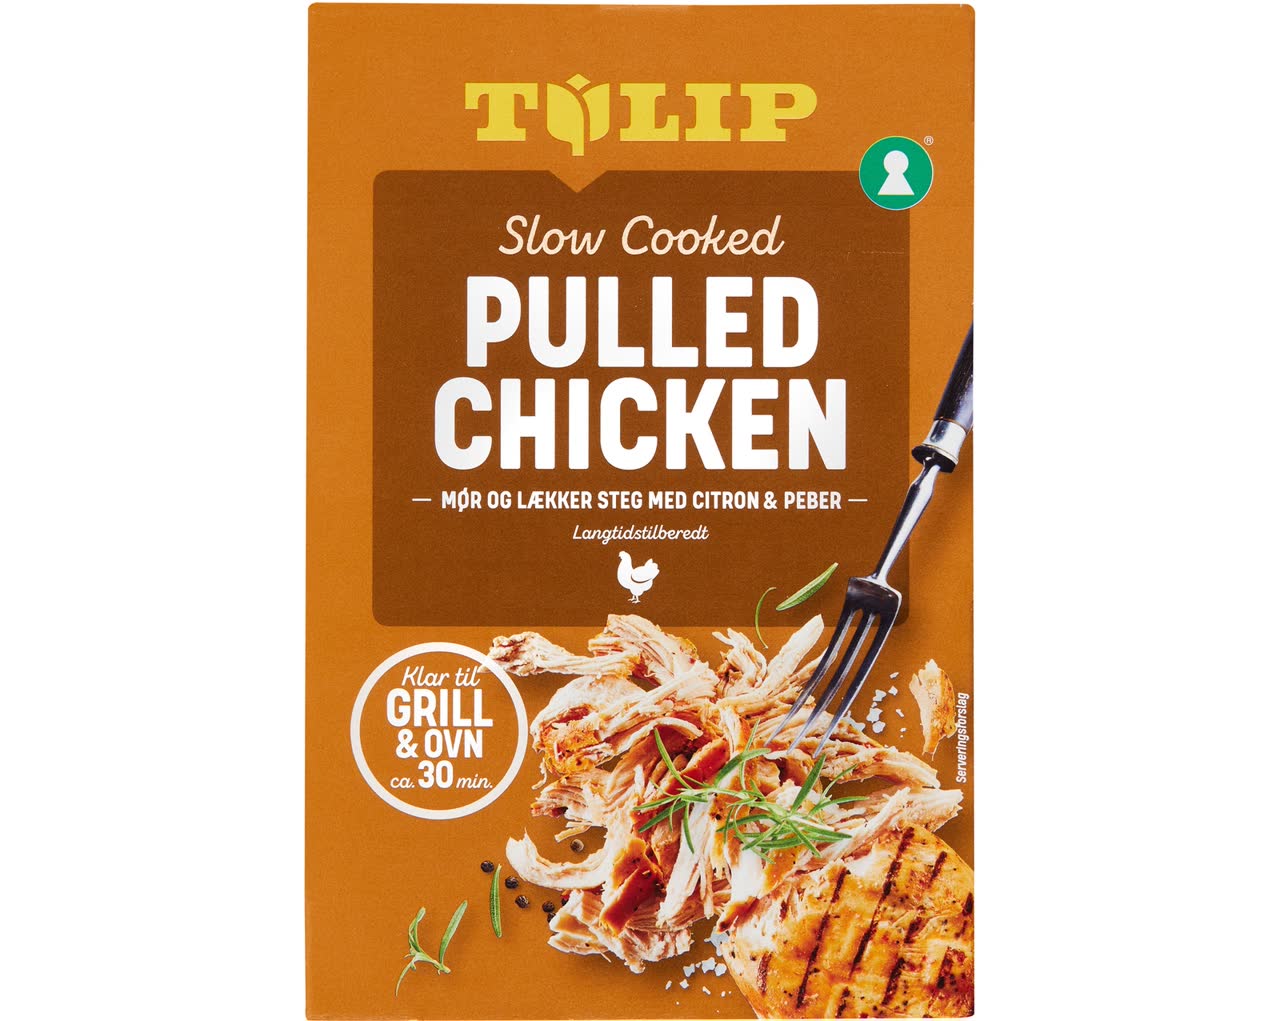 TULIP
®
Slow Cooked
PULLED
CHICKEN
— MØR OG LÆKKER STEG MED CITRON & PEBER —
Langtidstilberedt
Klar til
GRILL
& OVN
ca. 30 min.
Serveringsforslag